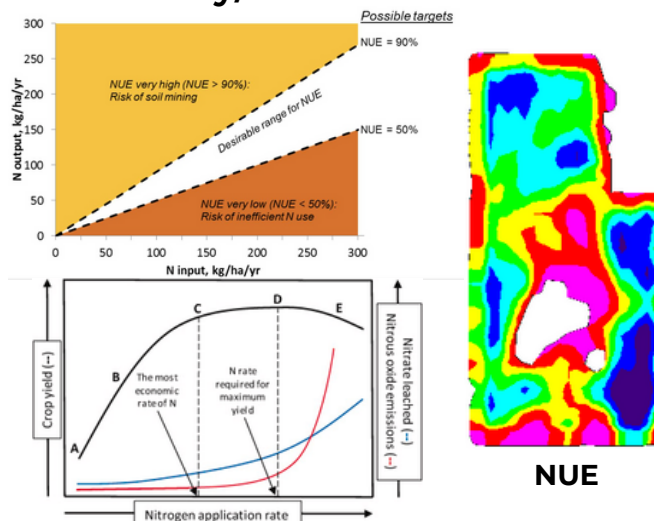 Possible targets
300
250
200
150
100
50
0
N output, kg/ha/yr
NUE very high (NUE > 90%):
Risk of soil mining
Desirable range for NUE
NUE = 90%
NUE = 50%
NUE very low (NUE < 50%):
Risk of inefficient N use
0 50 100 150 200 250 300
N input, kg/ha/yr
Crop yield (--)
A
B
C
D
E
The most
economic
rate of N
N rate
required for
maximum
yield
Nitrate leached (--)
Nitrous oxide emissions (--)
Nitrogen application rate
NUE